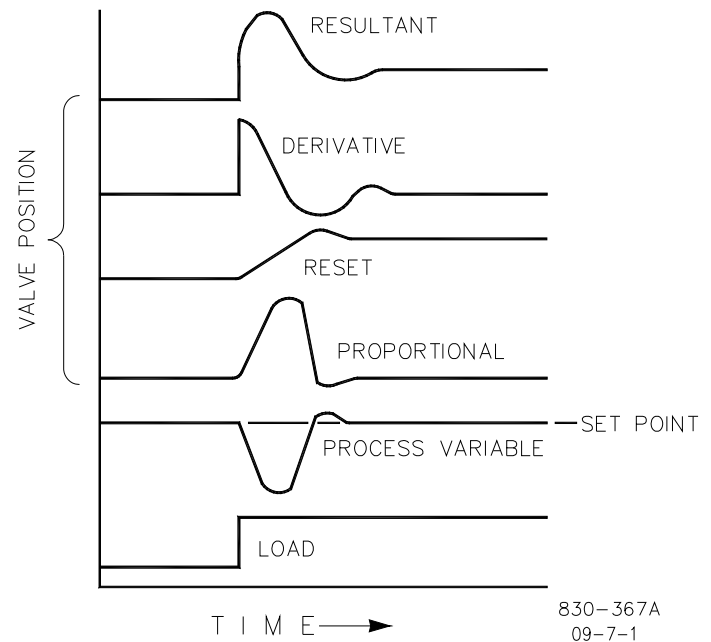 RESULTANT
DERIVATIVE
VALVE POSITION
RESET
PROPORTIONAL
SET POINT
PROCESS VARIABLE
LOAD
TIME
830-367A
09-7-1